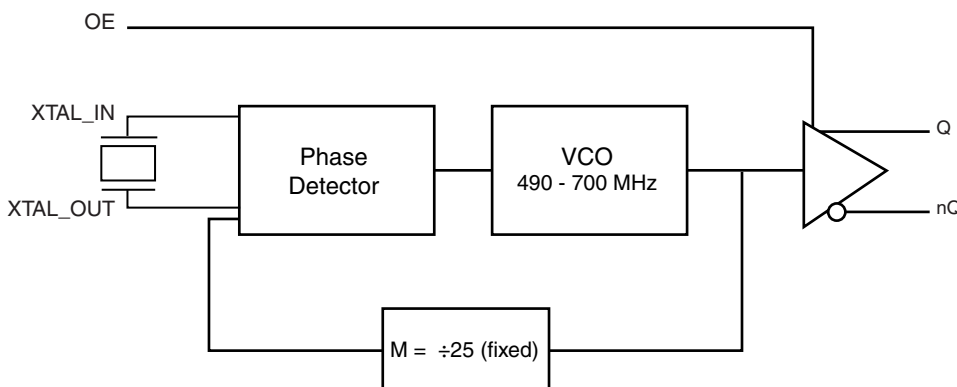 OE
XTAL_IN
XTAL_OUT
Phase
Detector
VCO
490 - 700 MHz
Q
nQ
M = ÷25 (fixed)